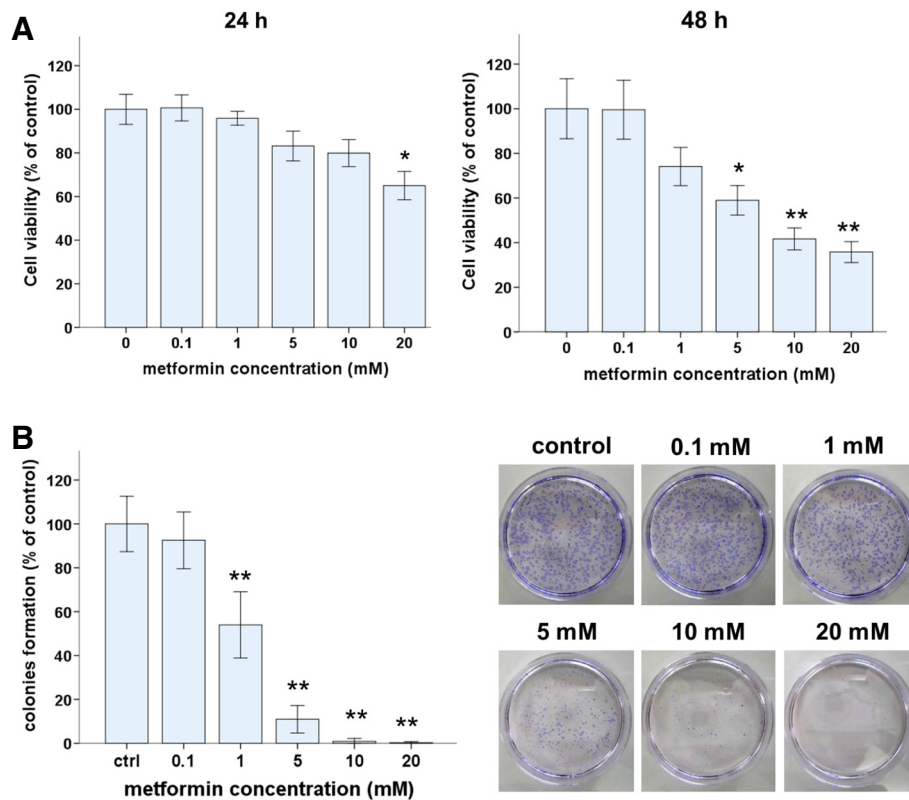 A
24 h
Cell viability (% of control)
120
100
80
60
40
20
0
*
0 0.1 1 5 10 20
metformin concentration (mM)
48 h
Cell viability (% of control)
120
100
80
60
40
20
0
* ** **
0 0.1 1 5 10 20
metformin concentration (mM)
B
colonies formation (% of control)
120
100
80
60
40
20
0
** ** ** **
ctrl 0.1 1 5 10 20
metformin concentration (mM)
control 0.1 mM 1 mM
5 mM 10 mM 20 mM